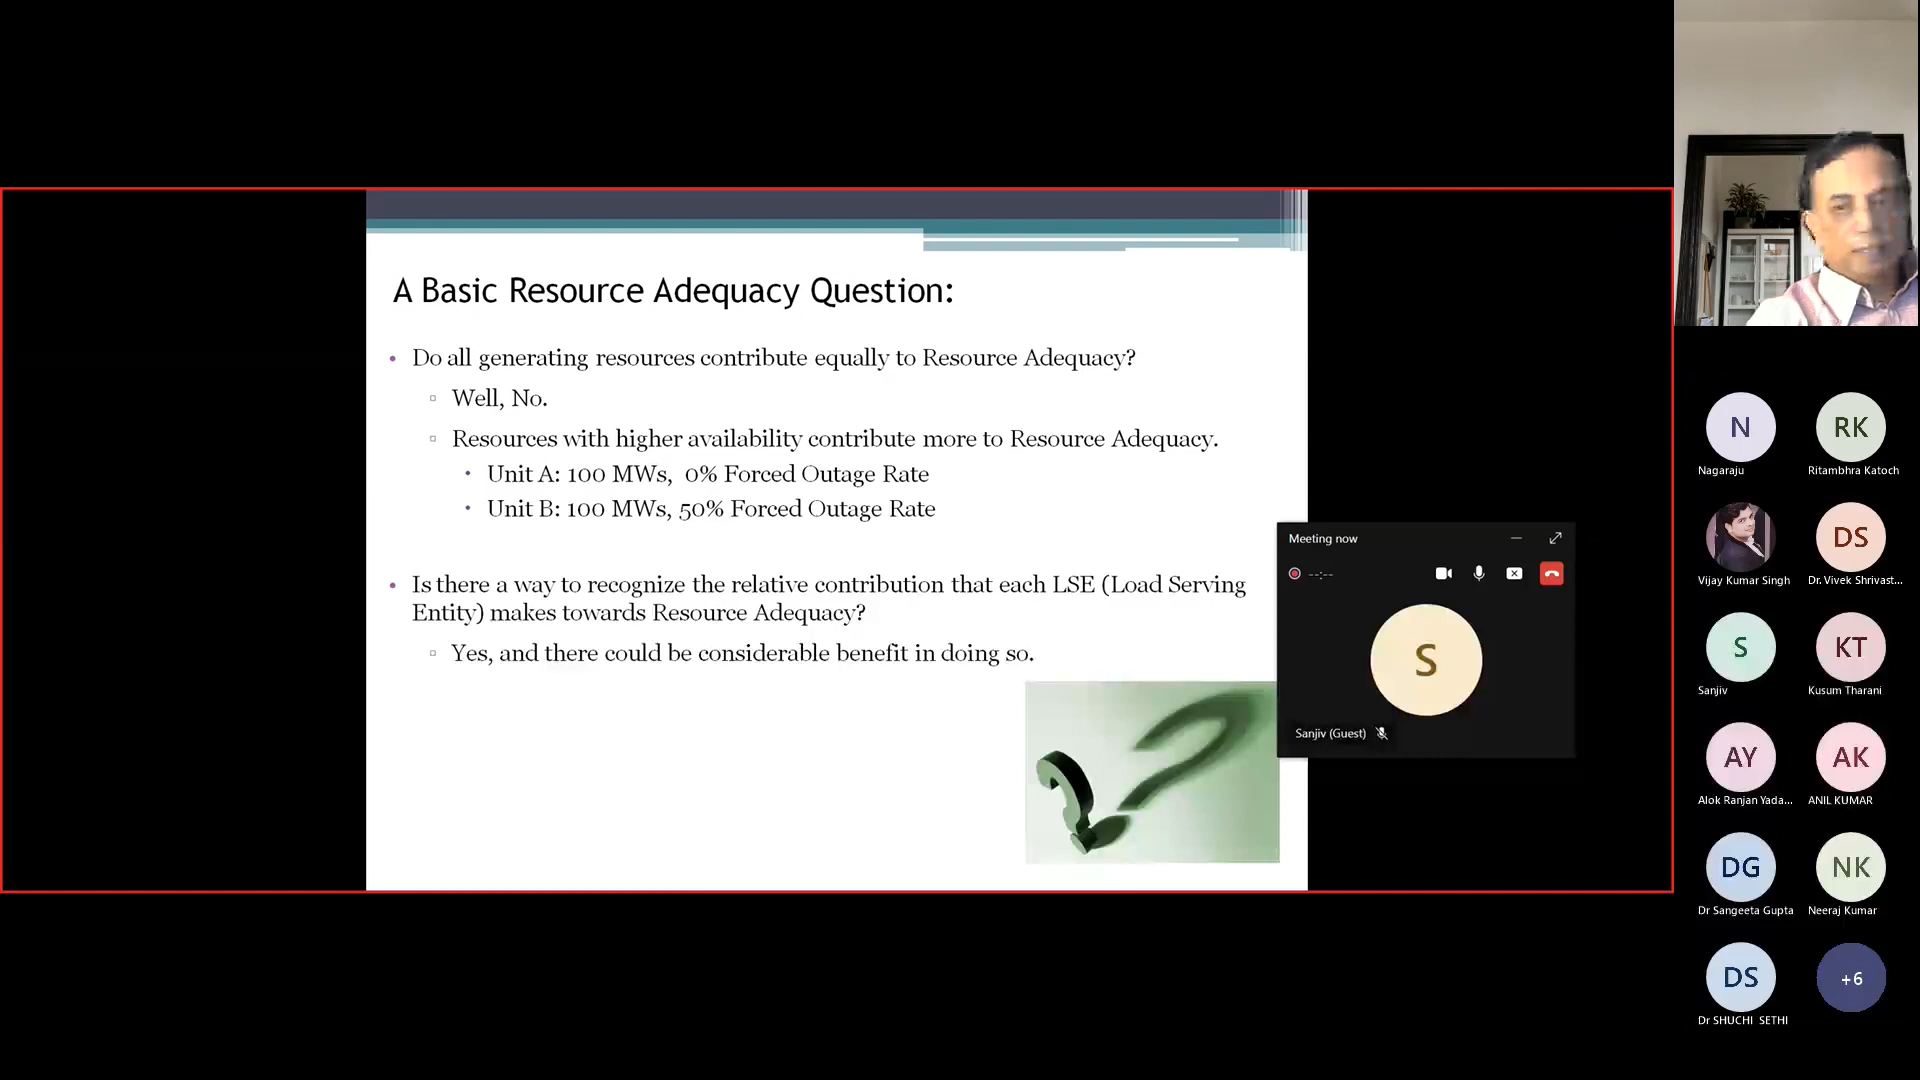 A Basic Resource Adequacy Question:
• Do all generating resources contribute equally to Resource Adequacy?
▫ Well, No.
▫ Resources with higher availability contribute more to Resource Adequacy.
• Unit A: 100 MWs, 0% Forced Outage Rate
• Unit B: 100 MWs, 50% Forced Outage Rate
• Is there a way to recognize the relative contribution that each LSE (Load Serving
Entity) makes towards Resource Adequacy?
▫ Yes, and there could be considerable benefit in doing so.
Meeting now
--:--
S
Sanjiv (Guest)
N
Nagaraju
RK
Ritambhra Katoch
Vijay Kumar Singh
DS
Dr. Vivek Shrivast...
S
Sanjiv
KT
Kusum Tharani
AY
Alok Ranjan Yada...
AK
ANIL KUMAR
DG
Dr Sangeeta Gupta
NK
Neeraj Kumar
DS
Dr SHUCHI SETHI
+6